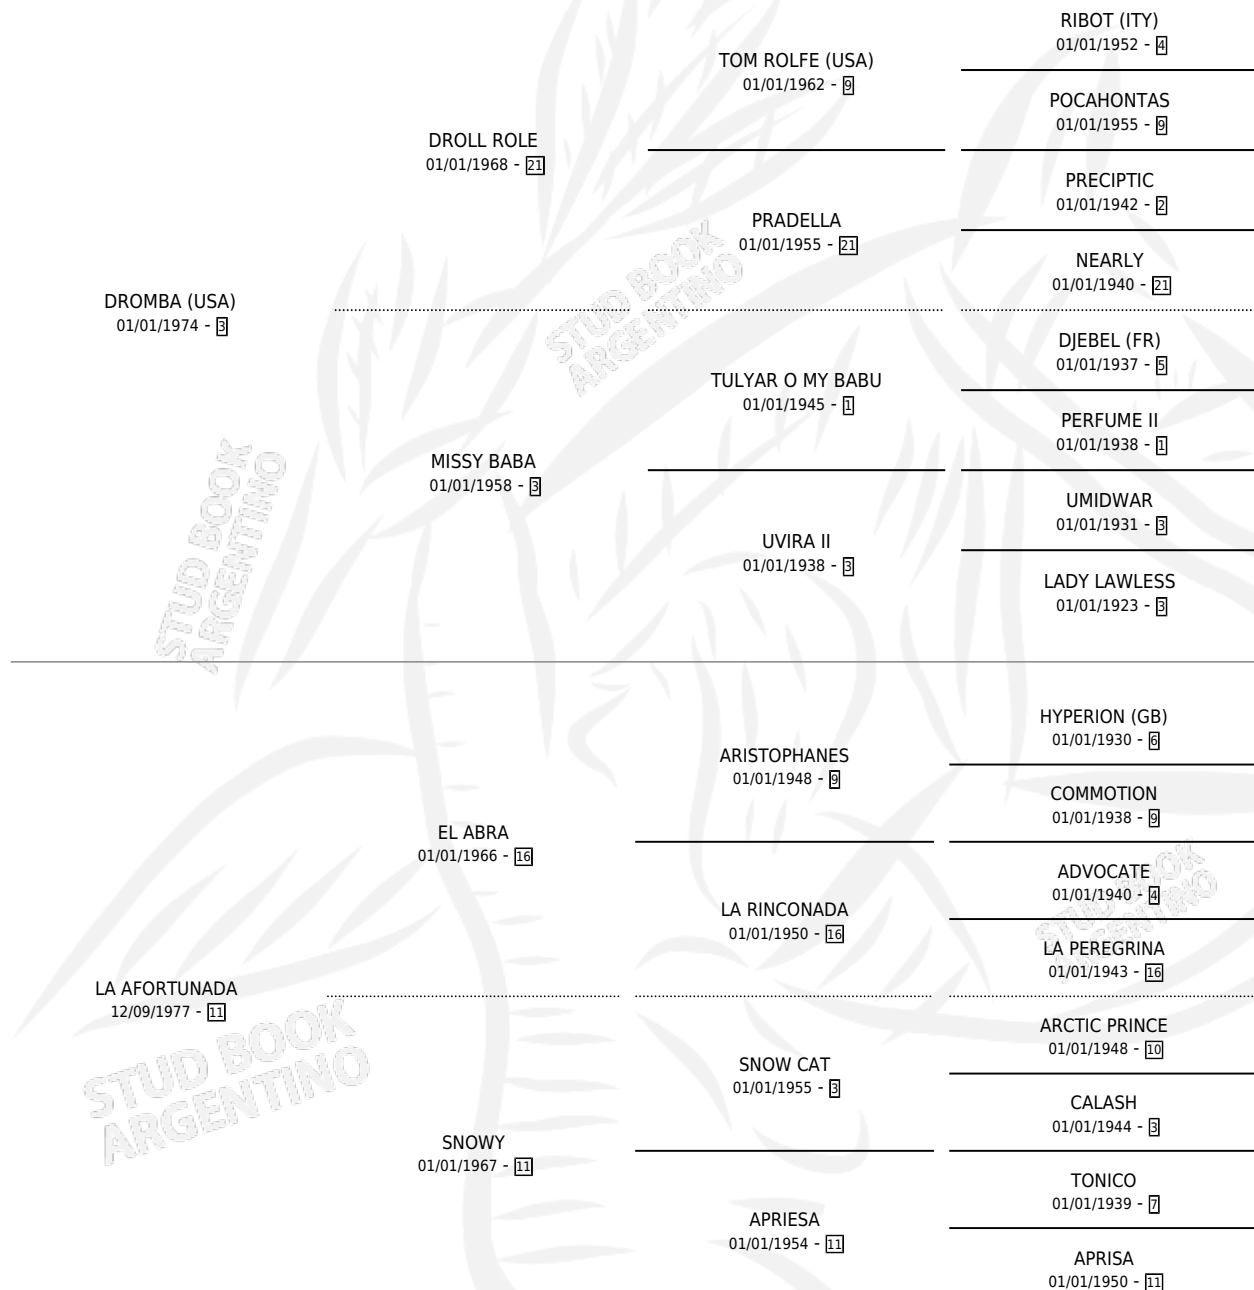 RIBOT (ITY)
01/01/1952 - 4
TOM ROLFE (USA)
01/01/1962 - 9
POCAHONTAS
01/01/1955 - 9
DROLL ROLE
01/01/1968 - 21
PRECIPTIC
01/01/1942 - 2
PRADELLA
01/01/1955 - 21
NEARLY
01/01/1940 - 21
DROMBA (USA)
01/01/1974 - 3
DJEBEL (FR)
01/01/1937 - 5
TULYAR O MY BABU
01/01/1945 - 1
PERFUME II
01/01/1938 - 1
MISSY BABA
01/01/1958 - 3
UMIDWAR
01/01/1931 - 3
UVIRA II
01/01/1938 - 3
LADY LAWLESS
01/01/1923 - 3
HYPERION (GB)
01/01/1930 - 6
ARISTOPHANES
01/01/1948 - 9
COMMOTION
01/01/1938 - 9
EL ABRA
01/01/1966 - 16
ADVOCATE
01/01/1940 - 4
LA RINCONADA
01/01/1950 - 16
LA PEREGRINA
01/01/1943 - 16
LA AFORTUNADA
12/09/1977 - 11
ARCTIC PRINCE
01/01/1948 - 10
SNOW CAT
01/01/1955 - 3
CALASH
01/01/1944 - 3
SNOWY
01/01/1967 - 11
TONICO
01/01/1939 - 7
APRIESA
01/01/1954 - 11
APRISA
01/01/1950 - 11
STUD BOOK
ARGENTINO
STUD BOOK
ARGENTINO
STUD BOOK
ARGENTINO
STUD BOOK
ARGENTINO